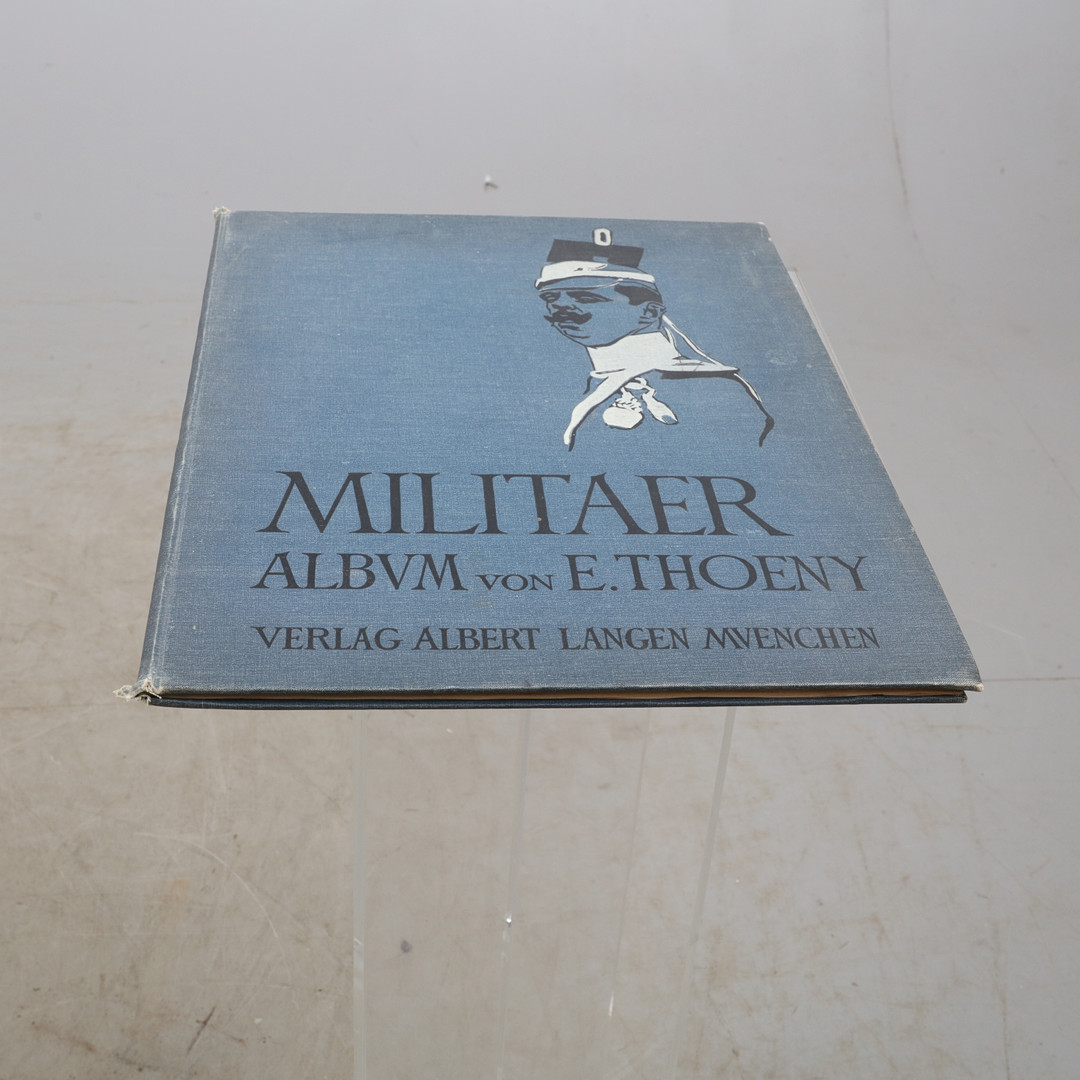 MILITAER
ALBVM VON E. THOENY
VERLAG ALBERT LANGEN MVENCHEN